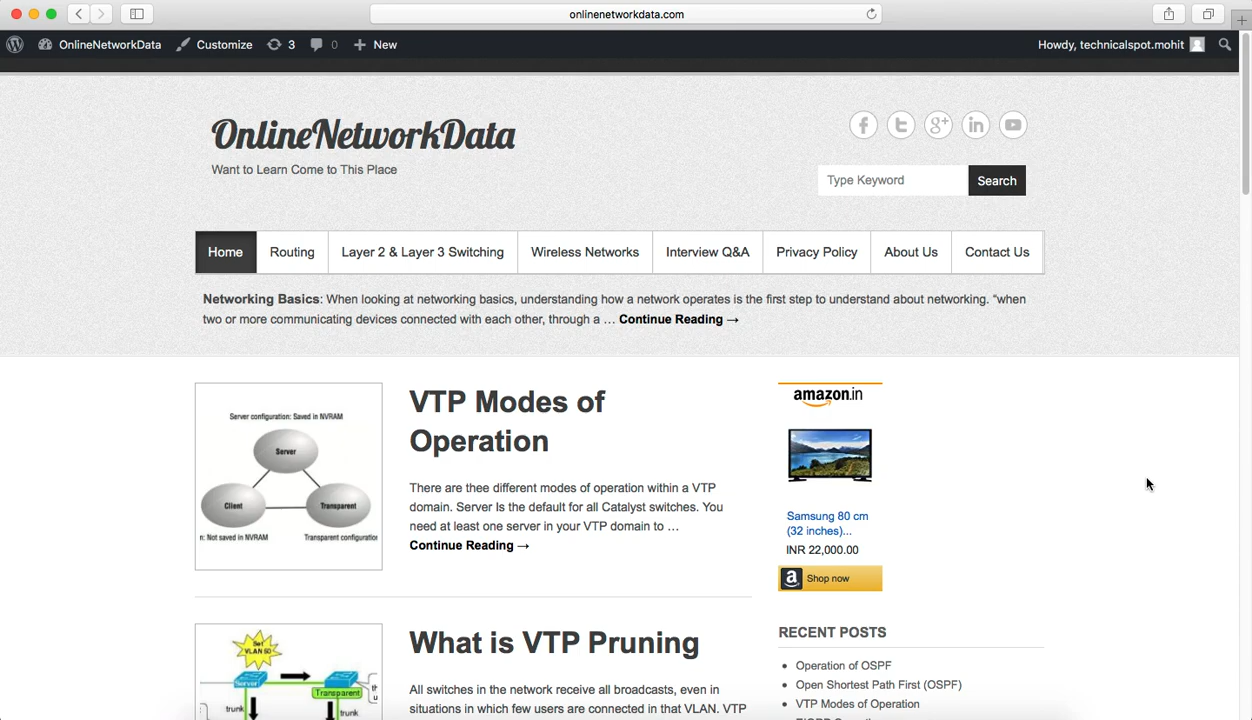 onlinenetworkdata.com
OnlineNetworkData Customize 3 0 New Howdy, technicalspot.mohit
OnlineNetworkData
Want to Learn Come to This Place
Type Keyword Search
Home Routing Layer 2 & Layer 3 Switching Wireless Networks Interview Q&A Privacy Policy About Us Contact Us
Networking Basics: When looking at networking basics, understanding how a network operates is the first step to understand about networking. “when
two or more communicating devices connected with each other, through a … Continue Reading →
Server configuration: Saved in NVRAM
Server
Client Transparent
n: Not saved in NVRAM Transparent configuration
VTP Modes of
Operation
There are thee different modes of operation within a VTP
domain. Server Is the default for all Catalyst switches. You
need at least one server in your VTP domain to …
Continue Reading →
amazon.in
Samsung 80 cm
(32 inches)...
INR 22,000.00
Shop now
Set
VLAN 50
Server
Transparent
trunk trunk
What is VTP Pruning
All switches in the network receive all broadcasts, even in
situations in which few users are connected in that VLAN. VTP
RECENT POSTS
Operation of OSPF
Open Shortest Path First (OSPF)
VTP Modes of Operation